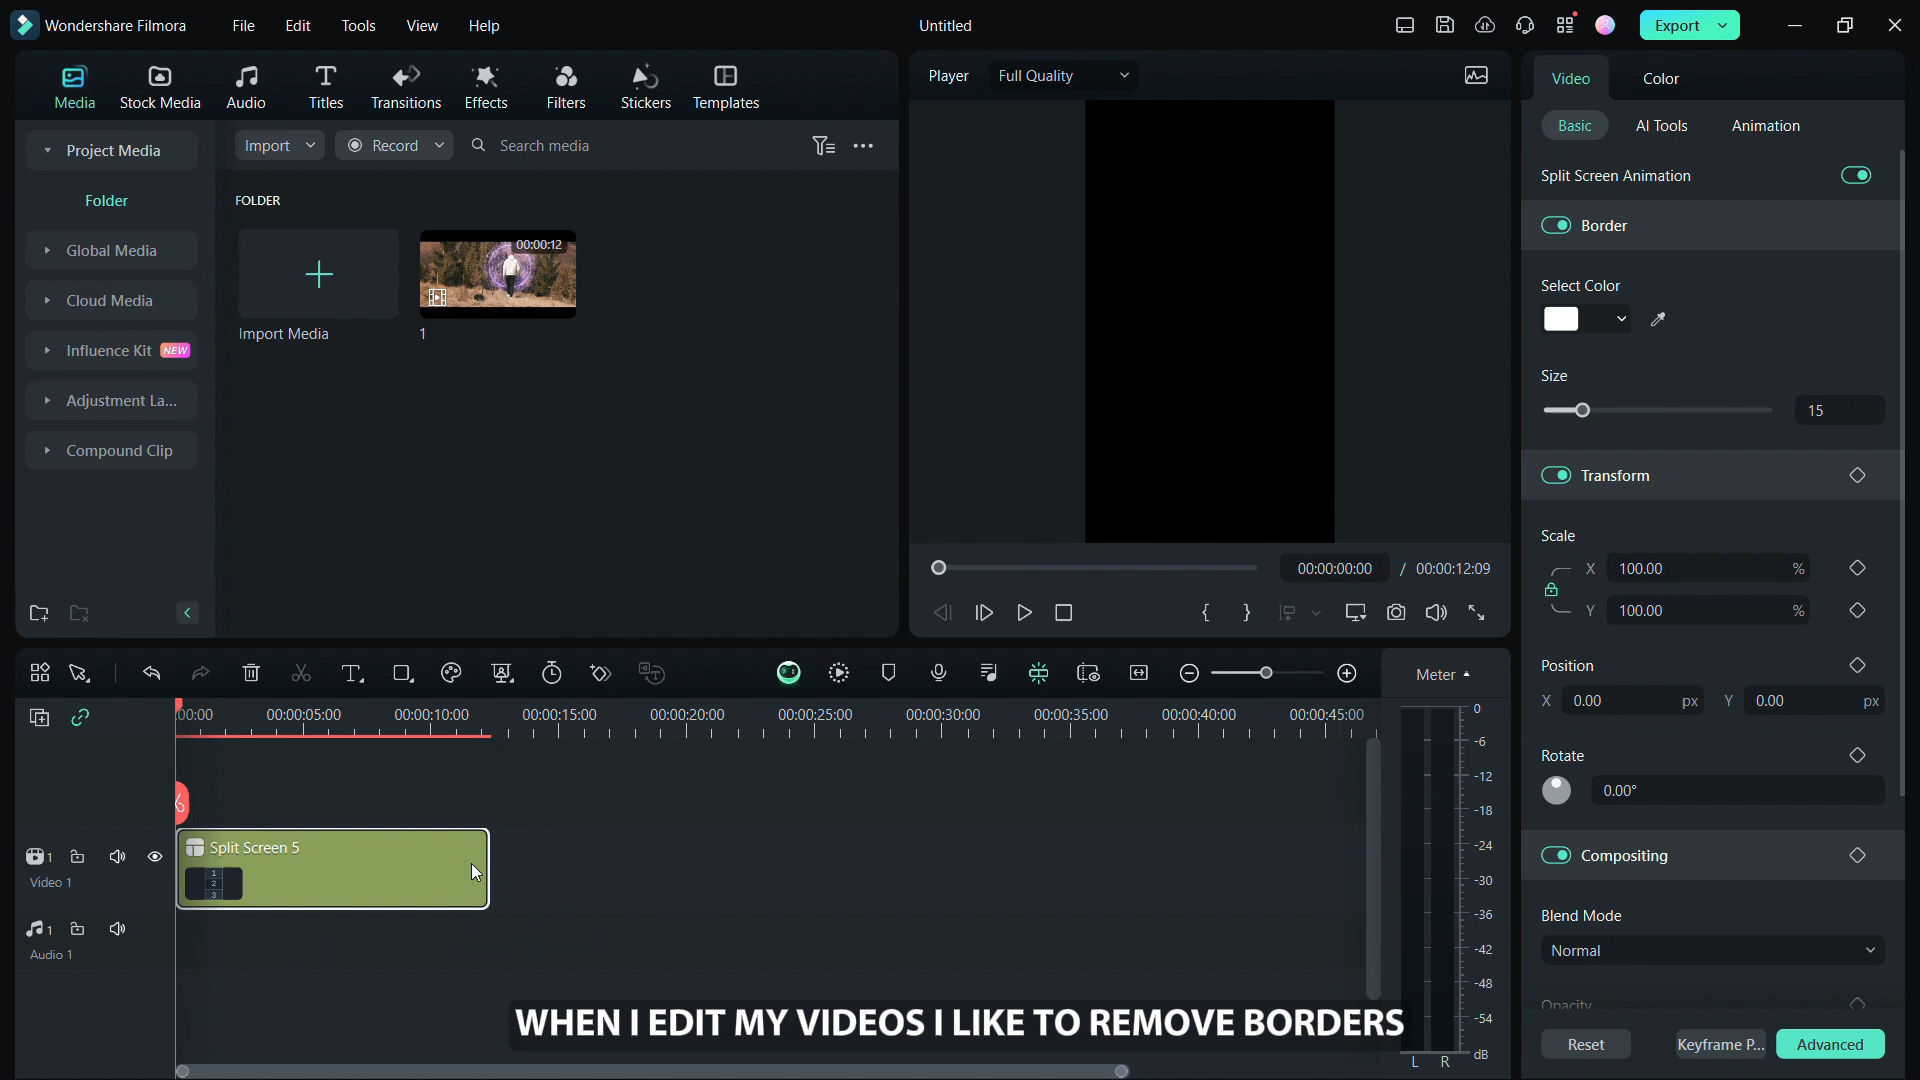 Wondershare Filmora
File
Edit
Tools
View
Help
Untitled
Export
Media
Stock Media
Audio
Titles
Transitions
Effects
Filters
Stickers
Templates
Player
Full Quality
Video
Color
Project Media
Folder
Global Media
Cloud Media
Influence Kit NEW
Adjustment La...
Compound Clip
Import
Record
Search media
FOLDER
Import Media
00:00:12
1
00:00:00:00 / 00:00:12:09
Basic
AI Tools
Animation
Split Screen Animation
Border
Select Color
Size
15
Transform
Scale
X 100.00 %
Y 100.00 %
Position
X 0.00 px Y 0.00 px
Rotate
0.00°
Compositing
Blend Mode
Normal
Opacity
Reset
Keyframe P...
Advanced
Meter
:00:00 00:00:05:00 00:00:10:00 00:00:15:00 00:00:20:00 00:00:25:00 00:00:30:00 00:00:35:00 00:00:40:00 00:00:45:00
Split Screen 5
1
2
3
1
Video 1
1
Audio 1
0
-6
-12
-18
-24
-30
-36
-42
-48
-54
dB
L R
WHEN I EDIT MY VIDEOS I LIKE TO REMOVE BORDERS